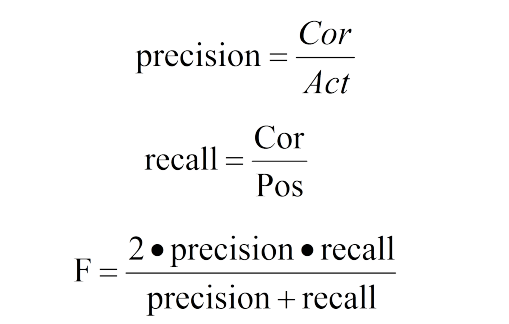 precision = Cor / Act
recall = Cor / Pos
F = 2 • precision • recall / precision + recall